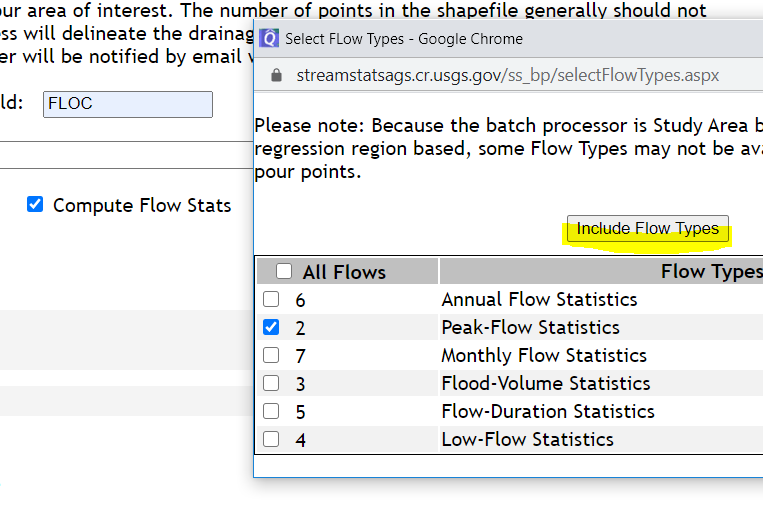 ur area of interest. The number of points in the shapefile generally should not
ss will delineate the drainag
er will be notified by email
ld: FLOC
Compute Flow Stats
Select FLow Types - Google Chrome
streamstatsags.cr.usgs.gov/ss_bp/selectFlowTypes.aspx
Please note: Because the batch processor is Study Area b
regression region based, some Flow Types may not be ava
pour points.
Include Flow Types
All Flows Flow Types
6 Annual Flow Statistics
2 Peak-Flow Statistics
7 Monthly Flow Statistics
3 Flood-Volume Statistics
5 Flow-Duration Statistics
4 Low-Flow Statistics